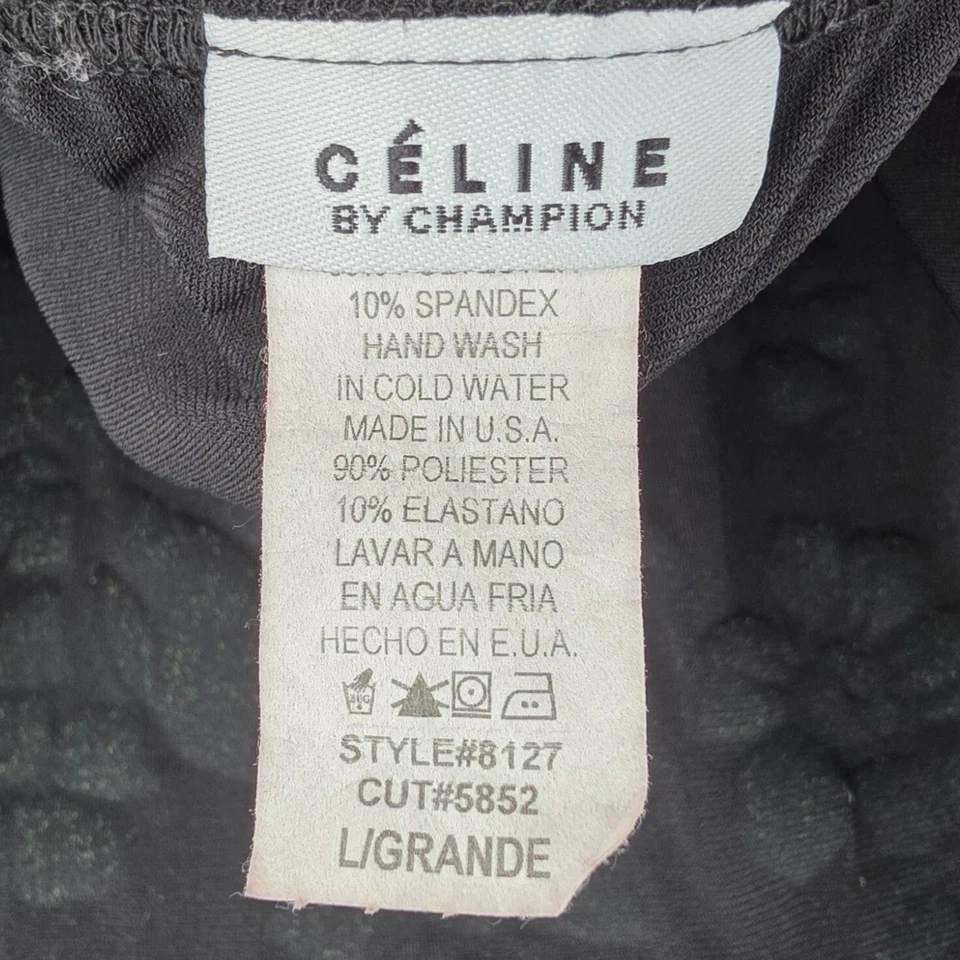 CÉLINE
BY CHAMPION
10% SPANDEX
HAND WASH
IN COLD WATER
MADE IN U.S.A.
90% POLIESTER
10% ELASTANO
LAVAR A MANO
EN AGUA FRIA
HECHO EN E.U.A.
STYLE#8127
CUT#5852
L/GRANDE